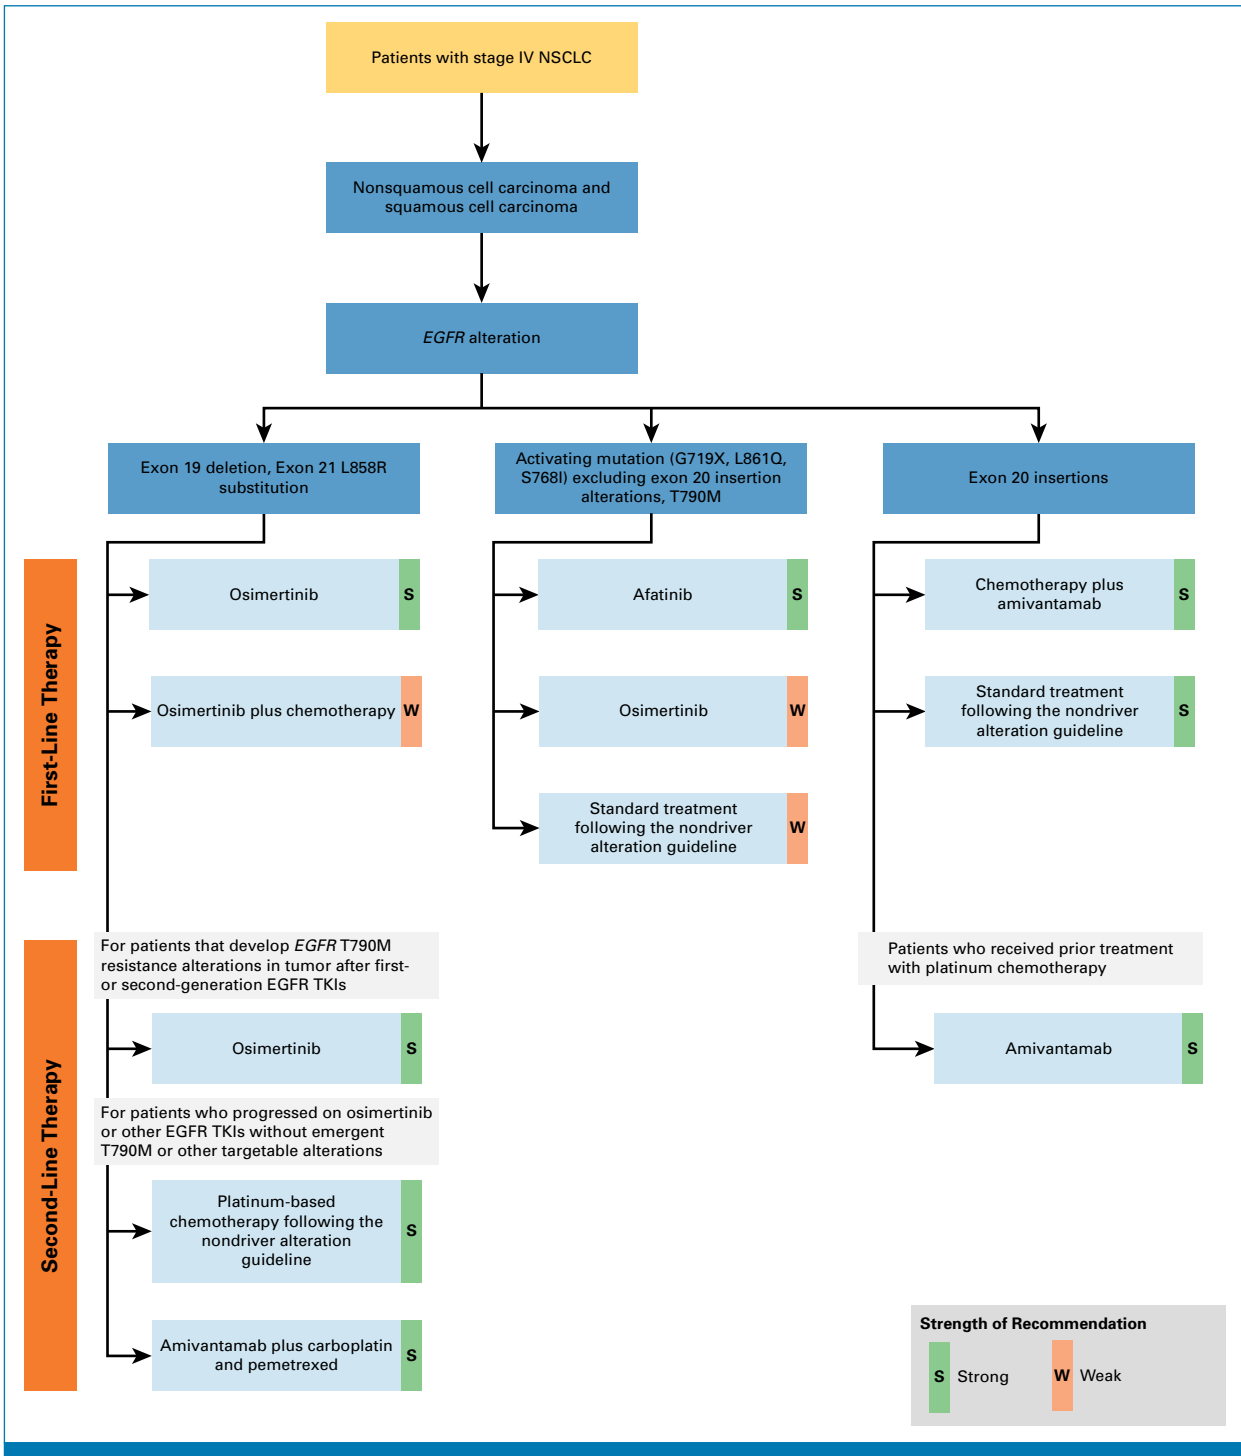 Patients with stage IV NSCLC
Nonsquamous cell carcinoma and
squamous cell carcinoma
EGFR alteration
Exon 19 deletion, Exon 21 L858R
substitution
Activating mutation (G719X, L861Q,
S768I) excluding exon 20 insertion
alterations, T790M
Exon 20 insertions
First-Line Therapy
Osimertinib
S
Afatinib
S
Chemotherapy plus
amivantamab
S
Osimertinib plus chemotherapy
W
Osimertinib
W
Standard treatment
following the nondriver
alteration guideline
S
Standard treatment
following the nondriver
alteration guideline
W
Second-Line Therapy
For patients that develop EGFR T790M
resistance alterations in tumor after first-
or second-generation EGFR TKIs
Patients who received prior treatment
with platinum chemotherapy
Osimertinib
S
Amivantamab
S
For patients who progressed on osimertinib
or other EGFR TKIs without emergent
T790M or other targetable alterations
Platinum-based
chemotherapy following the
nondriver alteration
guideline
S
Amivantamab plus carboplatin
and pemetrexed
S
Strength of Recommendation
S Strong
W Weak